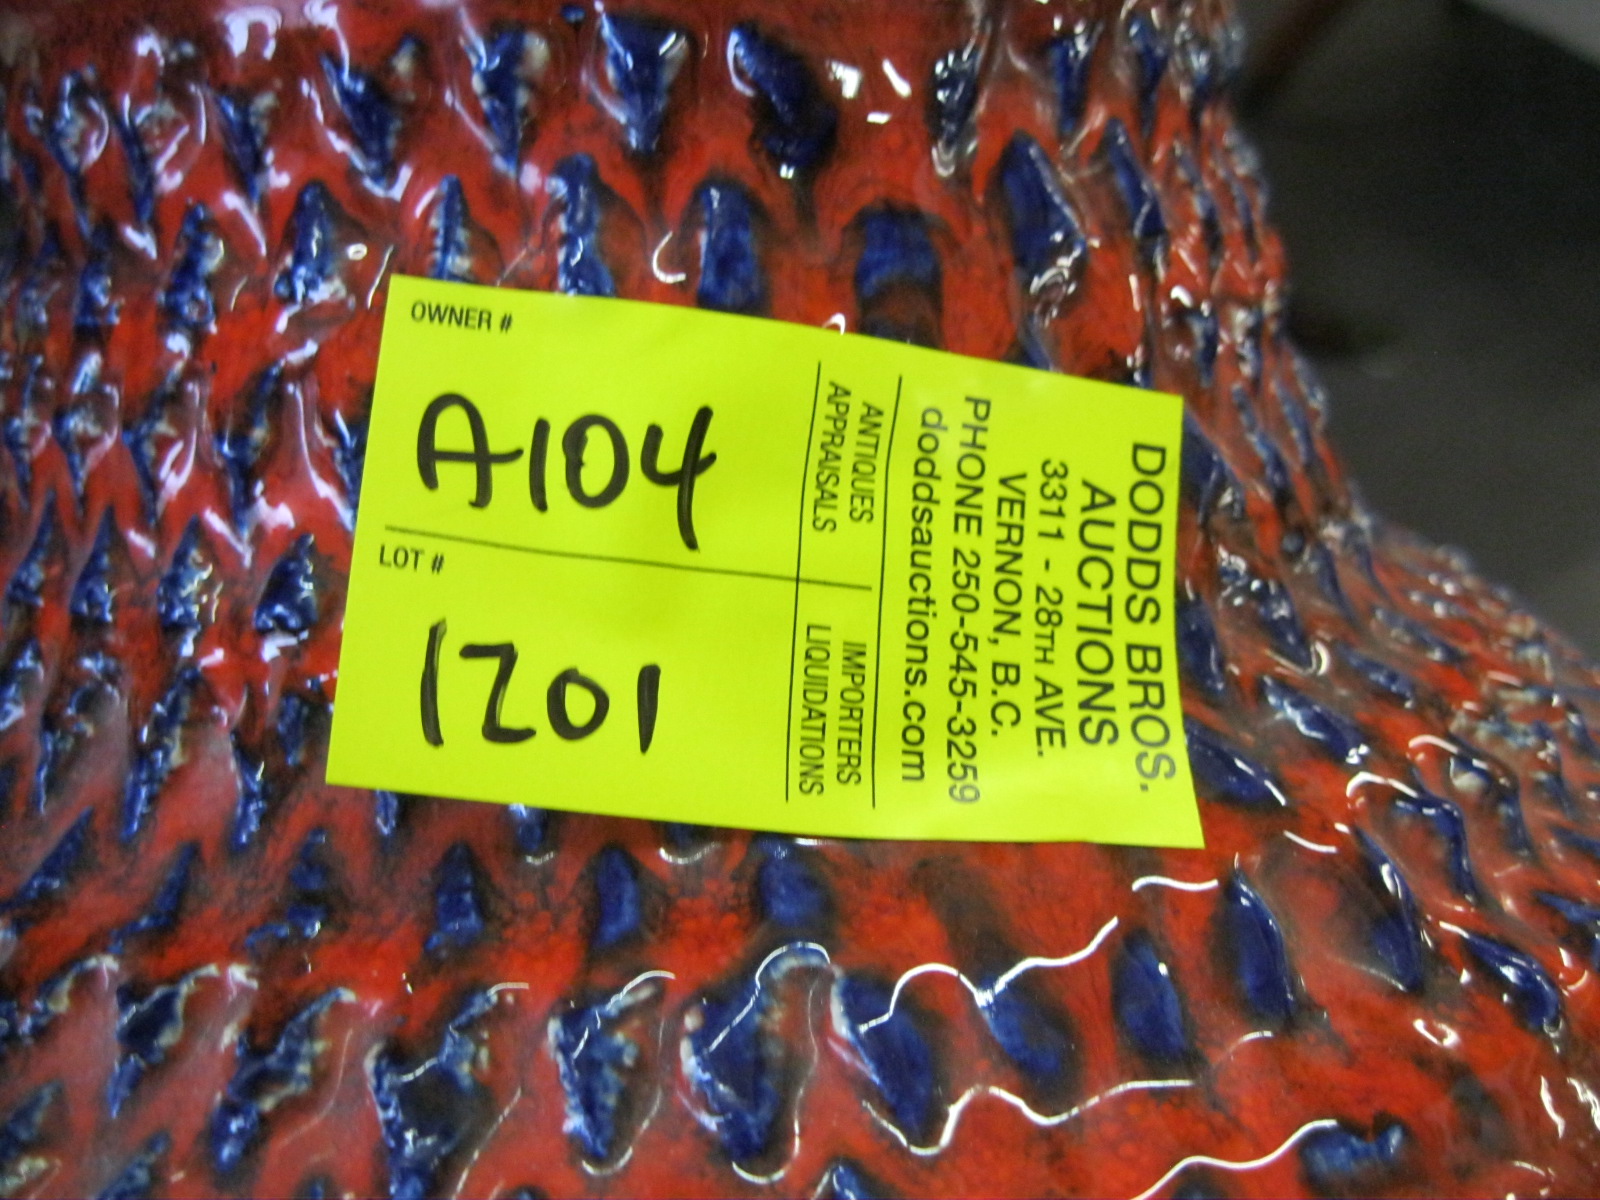 OWNER #
A104
LOT #
1201
DODDS BROS.
AUCTIONS
3311 - 28TH AVE.
VERNON, B.C.
PHONE 250-545-3259
doddsauctions.com
ANTIQUES
APPRAISALS
IMPORTERS
LIQUIDATIONS